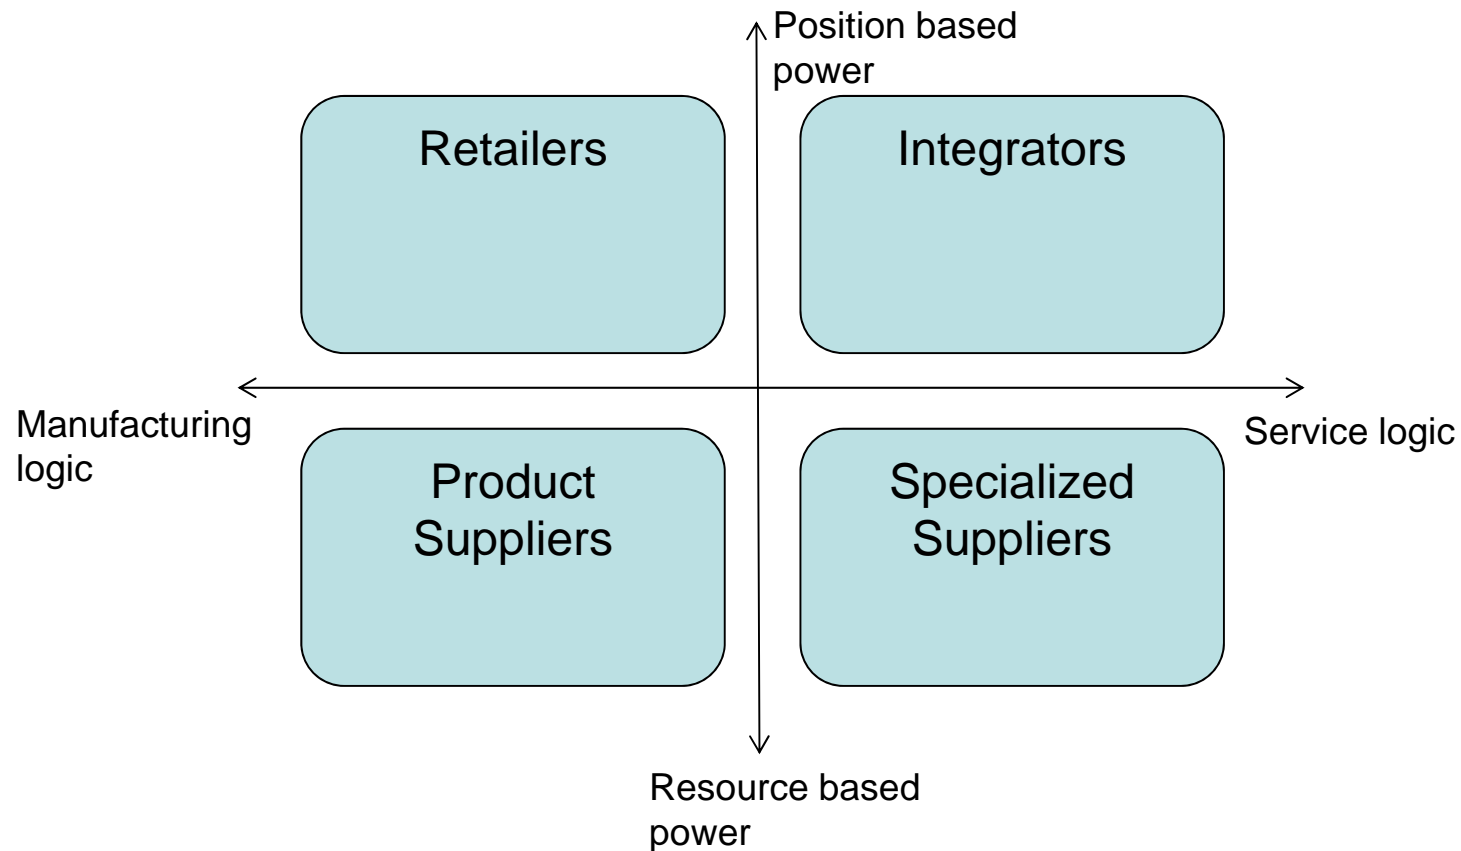 Position based
power
Retailers
Integrators
Manufacturing
logic
Service logic
Product
Suppliers
Specialized
Suppliers
Resource based
power